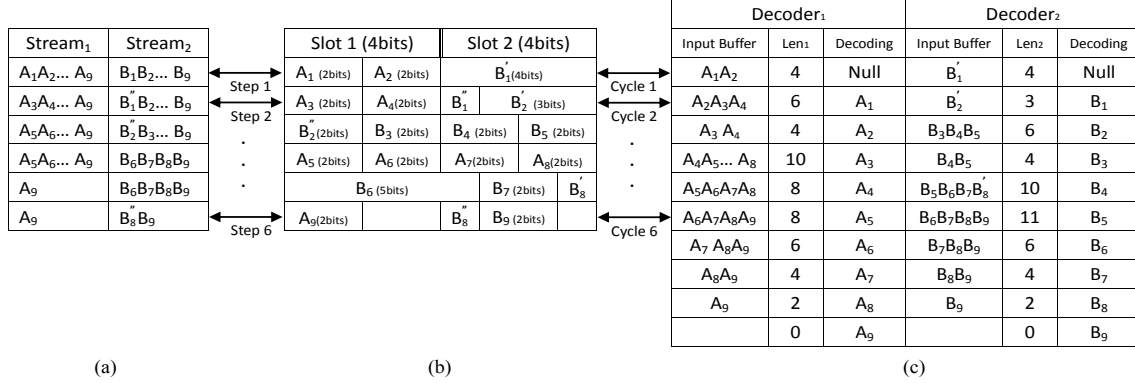 Decoder₁ Decoder₂
Stream₁ Stream₂ Slot 1 (4bits) Slot 2 (4bits) Input Buffer Len₁ Decoding Input Buffer Len₂ Decoding
A₁A₂... A₉ B₁B₂... B₉ Step 1 A₁ (2bits) A₂ (2bits) B₁'(4bits) Cycle 1 A₁A₂ 4 Null B₁' 4 Null
A₃A₄... A₉ B₁''B₂... B₉ Step 2 A₃ (2bits) A₄(2bits) B₁'' B₂' (3bits) Cycle 2 A₂A₃A₄ 6 A₁ B₂' 3 B₁
A₅A₆... A₉ B₂''B₃... B₉ . B₂''(2bits) B₃ (2bits) B₄ (2bits) B₅ (2bits) . A₃ A₄ 4 A₂ B₃B₄B₅ 6 B₂
A₅A₆... A₉ B₆B₇B₈B₉ . A₅ (2bits) A₆ (2bits) A₇(2bits) A₈(2bits) . A₄A₅... A₈ 10 A₃ B₄B₅ 4 B₃
A₉ B₆B₇B₈B₉ . B₆ (5bits) B₇ (2bits) B₈' . A₅A₆A₇A₈ 8 A₄ B₅B₆B₇B₈' 10 B₄
A₉ B₈''B₉ Step 6 A₉(2bits) B₈'' B₉ (2bits) Cycle 6 A₆A₇A₈A₉ 8 A₅ B₆B₇B₈B₉ 11 B₅
A₇ A₈A₉ 6 A₆ B₇B₈B₉ 6 B₆
A₈A₉ 4 A₇ B₈B₉ 4 B₇
A₉ 2 A₈ B₉ 2 B₈
0 A₉ 0 B₉
(a) (b) (c)